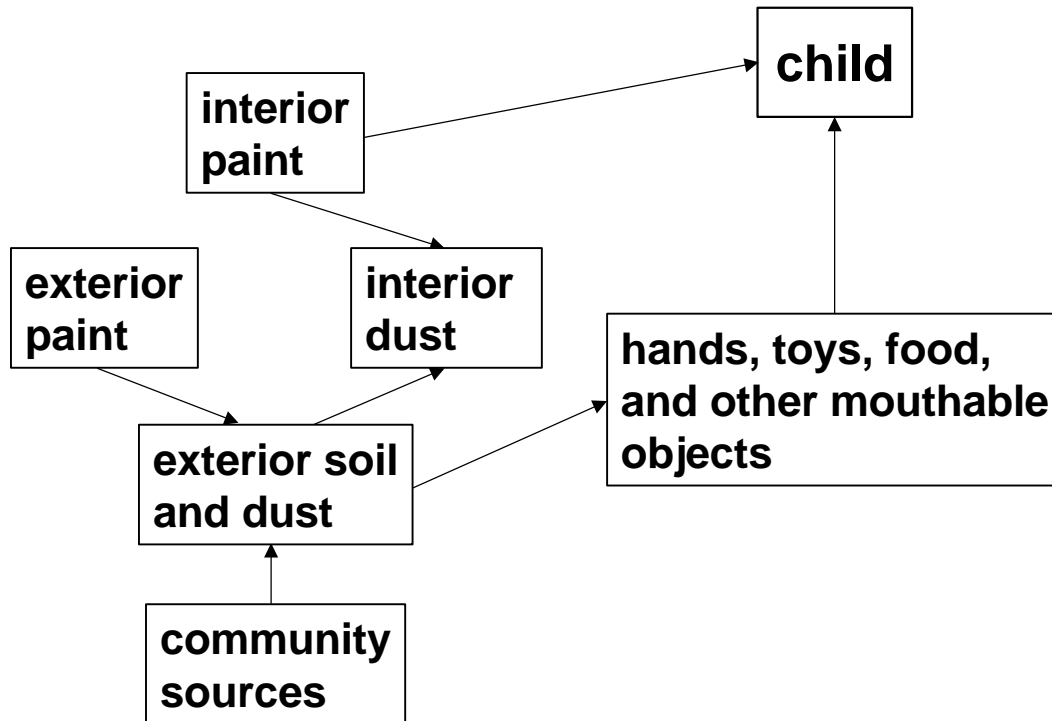 child
interior
paint
exterior
paint
interior
dust
hands, toys, food,
and other mouthable
objects
exterior soil
and dust
community
sources